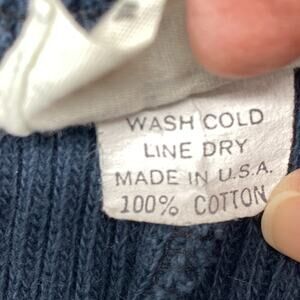 WASH COLD
LINE DRY
MADE IN U.S.A.
100% COTTON